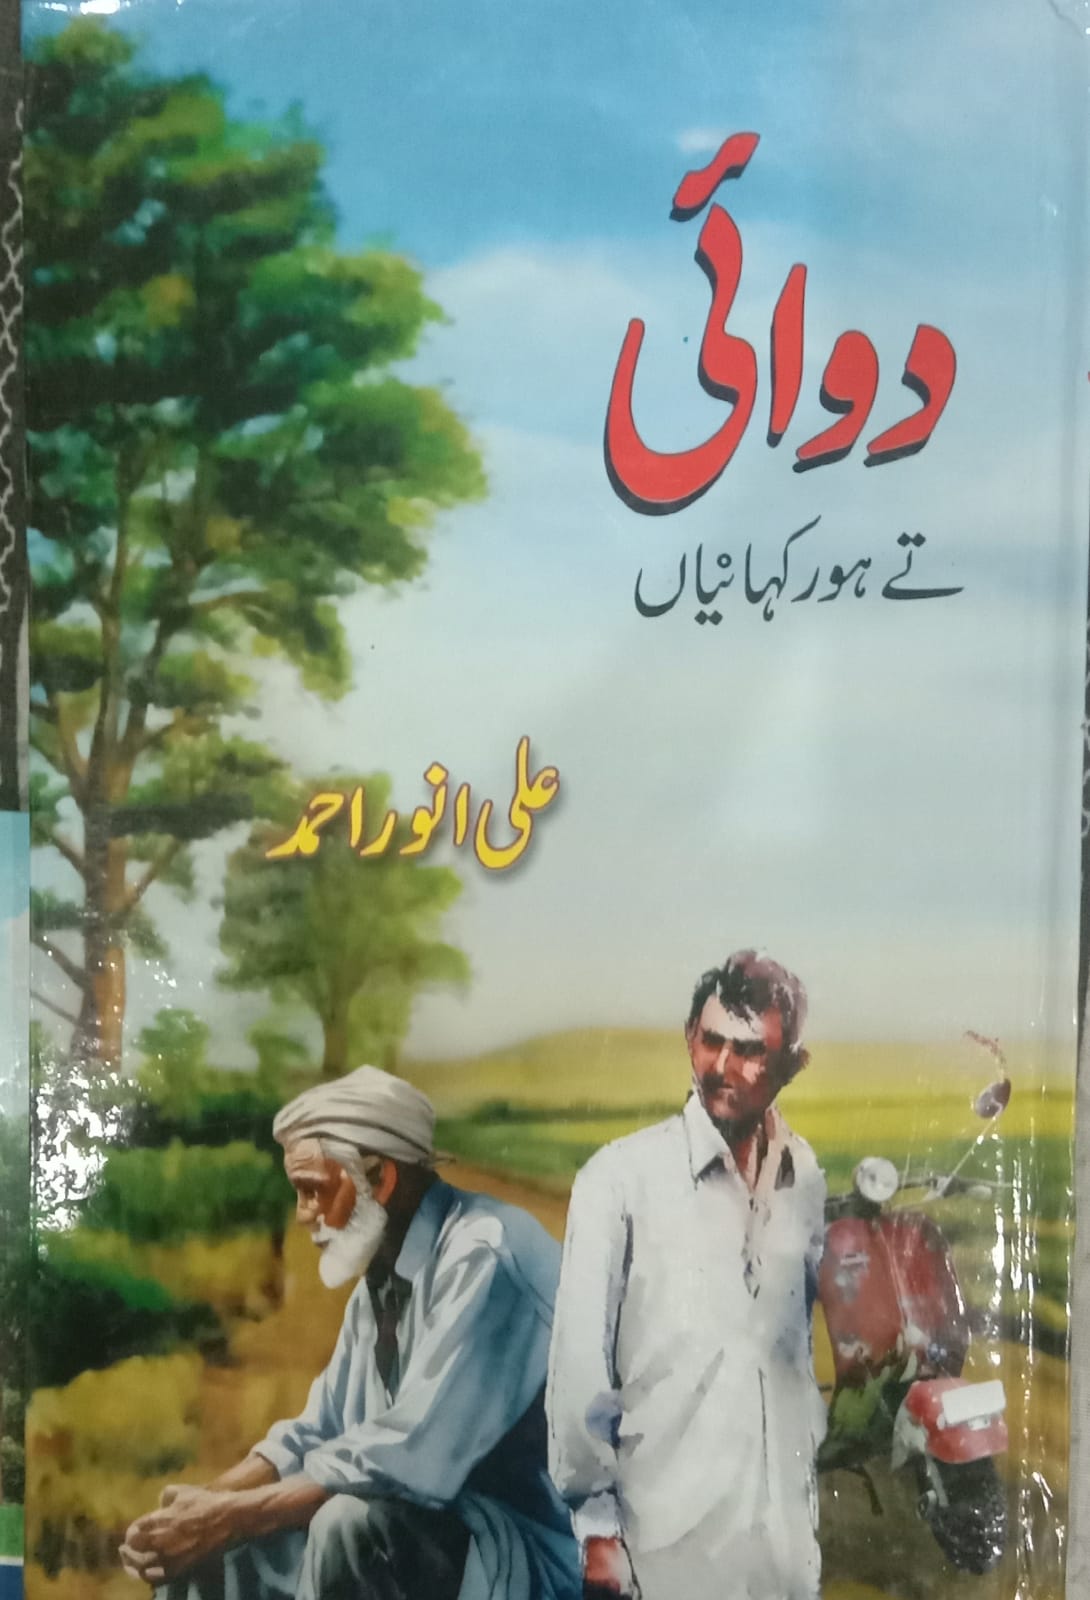 دوائی
تے ہور کہانیاں
علی انور احمد